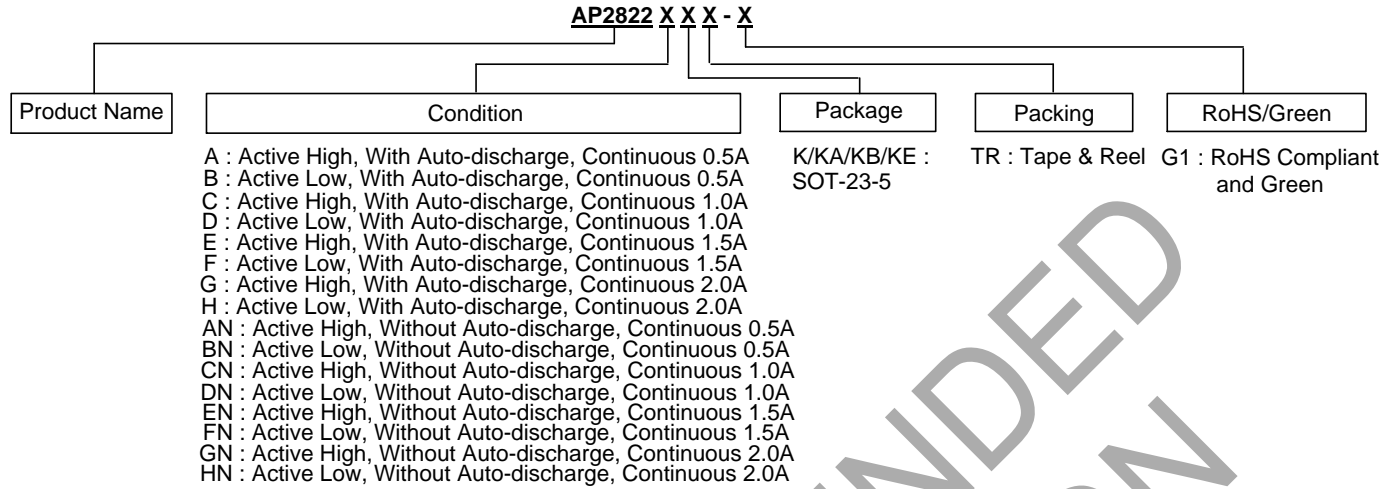 AP2822 X X X - X
Product Name
Condition
Package
Packing
RoHS/Green
A : Active High, With Auto-discharge, Continuous 0.5A
B : Active Low, With Auto-discharge, Continuous 0.5A
C : Active High, With Auto-discharge, Continuous 1.0A
D : Active Low, With Auto-discharge, Continuous 1.0A
E : Active High, With Auto-discharge, Continuous 1.5A
F : Active Low, With Auto-discharge, Continuous 1.5A
G : Active High, With Auto-discharge, Continuous 2.0A
H : Active Low, With Auto-discharge, Continuous 2.0A
AN : Active High, Without Auto-discharge, Continuous 0.5A
BN : Active Low, Without Auto-discharge, Continuous 0.5A
CN : Active High, Without Auto-discharge, Continuous 1.0A
DN : Active Low, Without Auto-discharge, Continuous 1.0A
EN : Active High, Without Auto-discharge, Continuous 1.5A
FN : Active Low, Without Auto-discharge, Continuous 1.5A
GN : Active High, Without Auto-discharge, Continuous 2.0A
HN : Active Low, Without Auto-discharge, Continuous 2.0A
K/KA/KB/KE :
SOT-23-5
TR : Tape & Reel
G1 : RoHS Compliant
and Green